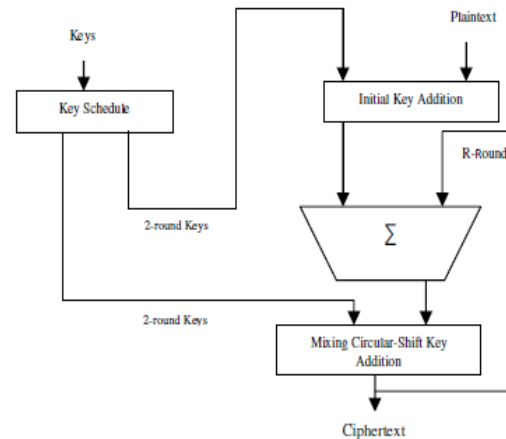 Keys
Plaintext
Key Schedule
Initial Key Addition
R-Round
2-round Keys
Σ
2-round Keys
Mixing Circular-Shift Key
Addition
Ciphertext